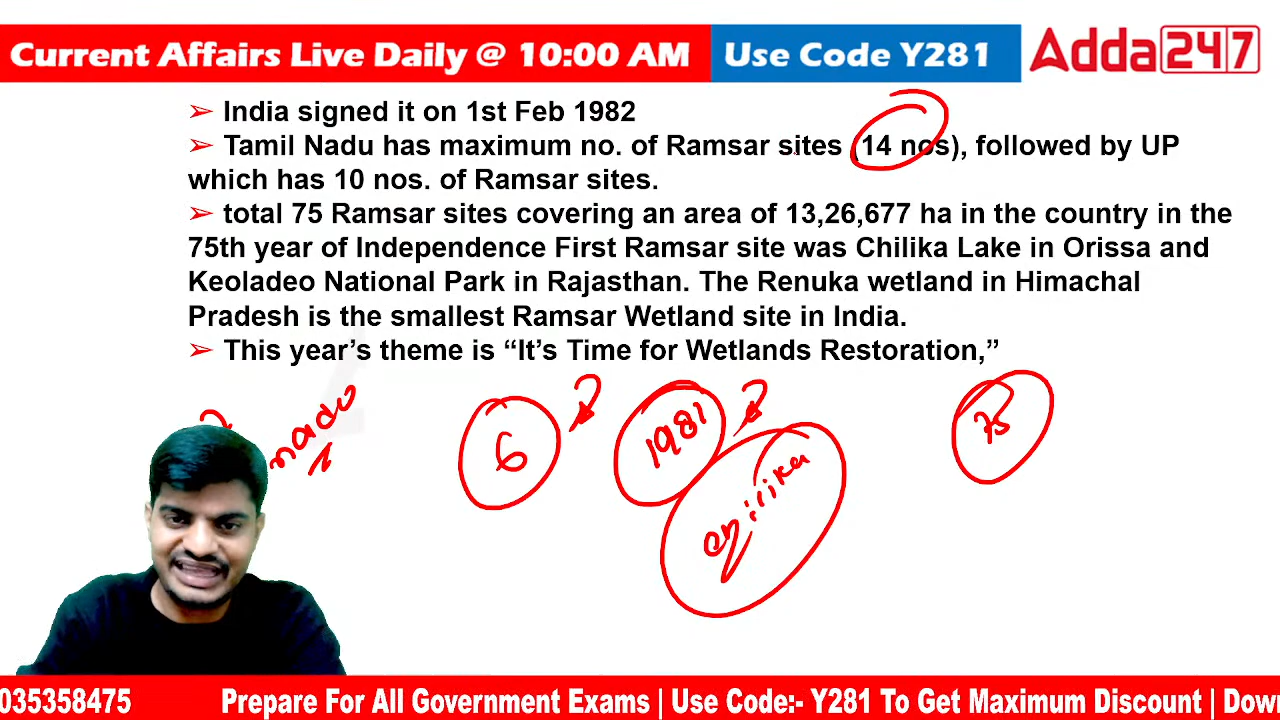 Current Affairs Live Daily @ 10:00 AM
Use Code Y281
Adda247
➢ India signed it on 1st Feb 1982
➢ Tamil Nadu has maximum no. of Ramsar sites (14 nos), followed by UP
which has 10 nos. of Ramsar sites.
➢ total 75 Ramsar sites covering an area of 13,26,677 ha in the country in the
75th year of Independence First Ramsar site was Chilika Lake in Orissa and
Keoladeo National Park in Rajasthan. The Renuka wetland in Himachal
Pradesh is the smallest Ramsar Wetland site in India.
➢ This year’s theme is “It’s Time for Wetlands Restoration,”
nadu
6
1981
75
035358475 Prepare For All Government Exams | Use Code:- Y281 To Get Maximum Discount | Dow